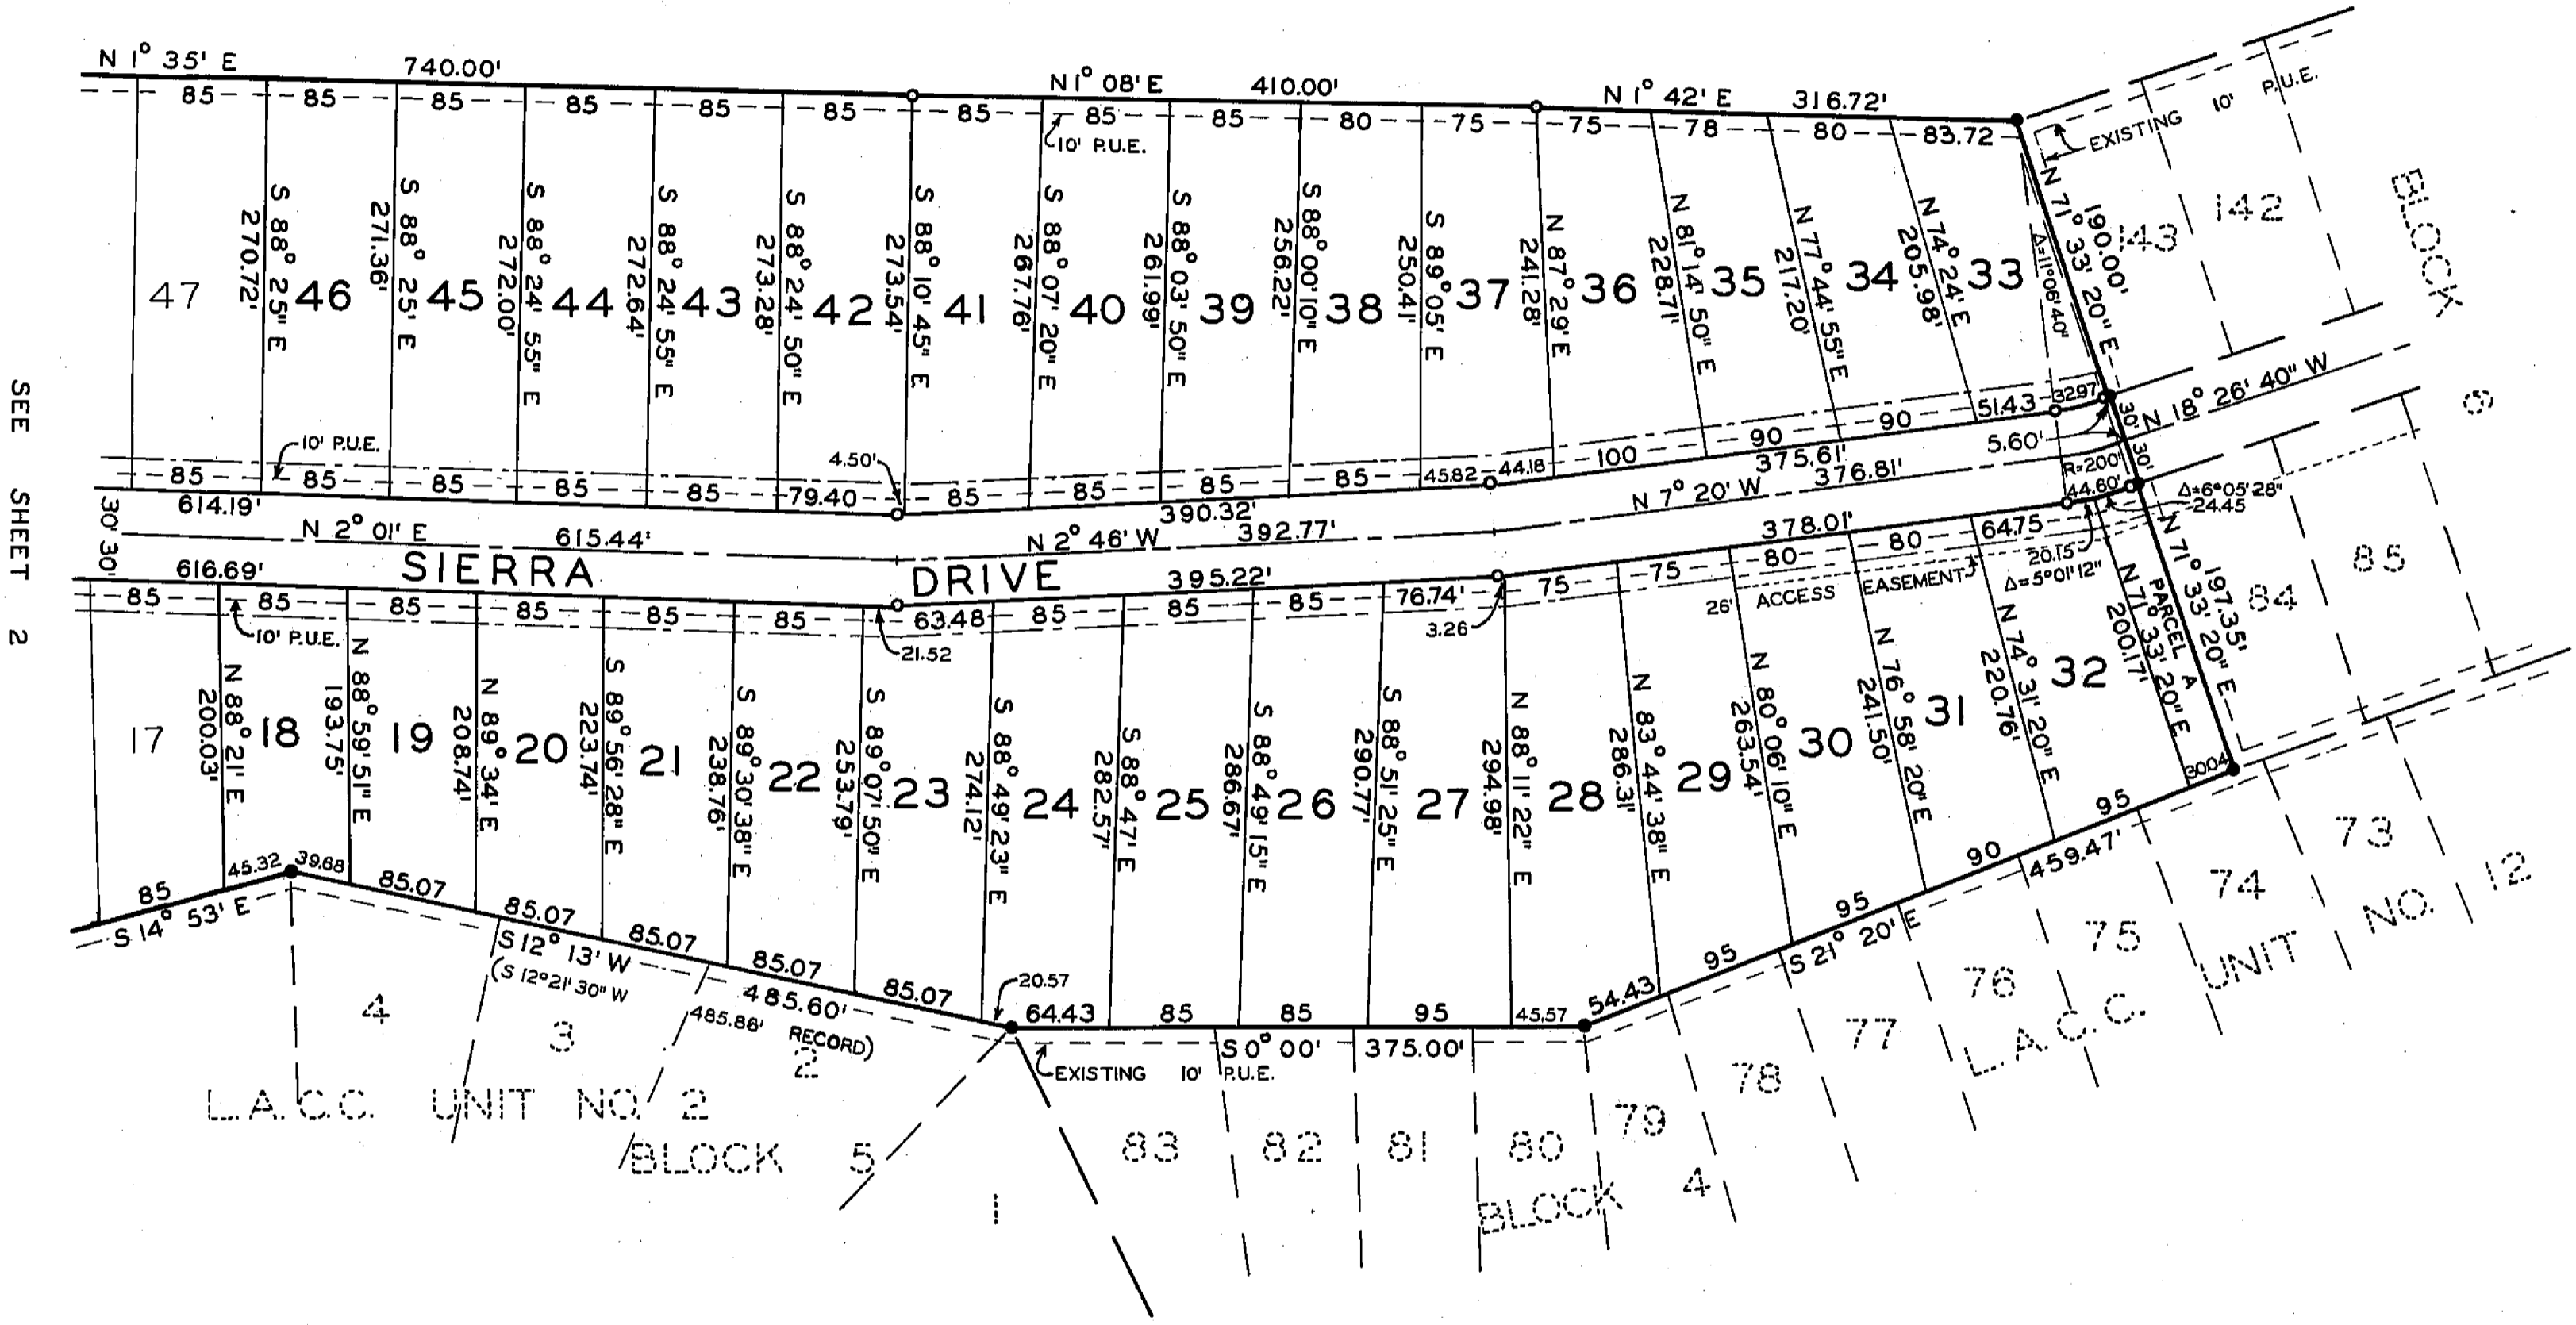 N 1° 35' E 740.00' N 1° 08' E 410.00' N 1° 42' E 316.72'
85 85 85 85 85 85 85 85 85 80 75 75 78 80 83.72
10' P.U.E.
EXISTING 10' P.U.E.
47
S 88° 25" E
270.72'
46
S 88° 25' E
271.36'
45
S 88° 24' 55" E
272.00'
44
S 88° 24' 55" E
272.64'
43
S 88° 24' 50" E
273.28'
42
S 88° 10' 45" E
273.54'
41
S 88° 07' 20" E
267.76'
40
S 88° 03' 50" E
261.99'
39
S 88° 00' 10" E
256.22'
38
S 89° 05' E
250.41'
37
N 87° 29' E
241.28'
36
N 81° 14' 50" E
228.71'
35
N 77° 44' 55" E
217.20'
34
N 74° 24' E
205.98'
33
Δ=11°06'40"
N 71° 33' 20" E
190.00'
143
142
BLOCK
9
N 18° 26' 40" W
10' P.U.E.
85 85 85 85 85 79.40 85 85 85 85 45.82 44.18 100 90 90 51.43 32.97
4.50'
614.19'
390.32'
375.61'
5.60'
30'
30'
R=200'
30' 30'
N 2° 01' E 615.44'
N 2° 46' W 392.77'
N 7° 20' W 376.81'
SIERRA DRIVE
616.69'
395.22'
378.01'
44.60'
Δ=6°05'28"
24.45
85 85 85 85 85 85 63.48 85 85 85 76.74' 75 75 80 80 64.75
10' P.U.E.
21.52
3.26
26' ACCESS EASEMENT
20.15
Δ=5°01'12"
17
N 88° 21' E
200.03'
18
N 88° 59' 51" E
193.75'
19
N 89° 34' E
208.74'
20
S 89° 56' 28" E
223.74'
21
S 89° 30' 38" E
238.76'
22
S 89° 07' 50" E
253.79'
23
S 88° 49' 23" E
274.12'
24
S 88° 47' E
282.57'
25
S 88° 49' 15" E
286.67'
26
S 88° 51' 25" E
290.77'
27
N 88° 11' 22" E
294.98'
28
N 83° 44' 38" E
286.31'
29
N 80° 06' 10" E
263.54'
30
N 76° 58' 20" E
241.50'
31
N 74° 31' 20" E
220.76'
32
N 71° 33' 20" E
200.17'
PARCEL A
N 71° 33' 20" E
197.35'
84
85
30.04
85
45.32 39.68
S 14° 53' E
85.07 85.07 85.07 85.07 85.07
S 12° 13' W 485.60'
(S 12°21'30" W 485.86' RECORD)
20.57
64.43 85 85 95 45.57
S 0° 00' 375.00'
EXISTING 10' P.U.E.
54.43 95 95 90 95
S 21° 20' E 459.47'
4
3
2
1
L.A.C.C. UNIT NO. 2
BLOCK 5
83
82
81
80
79
78
77
76
75
74
73
BLOCK 4
L.A.C.C. UNIT NO. 12
SEE SHEET 2